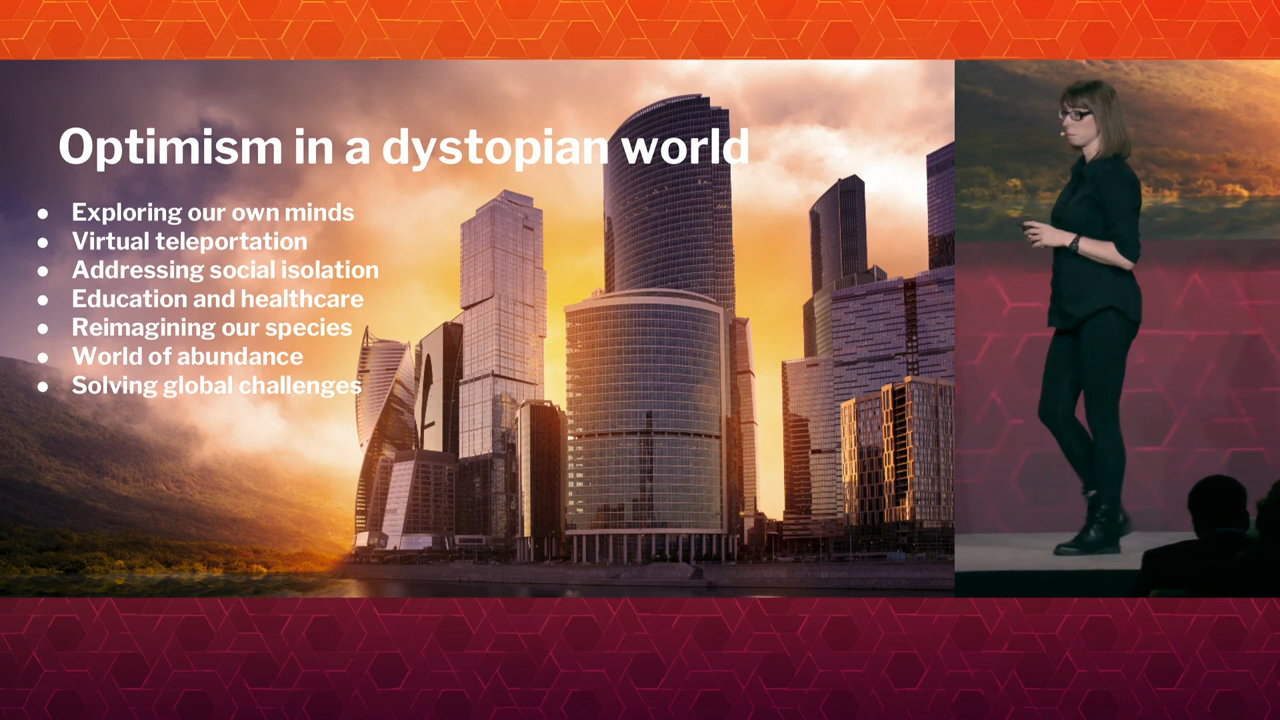 Optimism in a dystopian world
● Exploring our own minds
● Virtual teleportation
● Addressing social isolation
● Education and healthcare
● Reimagining our species
● World of abundance
● Solving global challenges